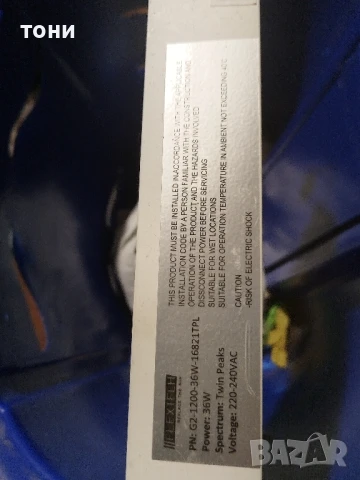 ТОНИ
THIS PRODUCT MUST BE INSTALLED IN ACCORDANCE WITH THE APPLICABLE
INSTALLATION CODE BY A PERSON FAMILIAR WITH THE CONSTRUCTION AND
OPERATION OF THE PRODUCT AND THE HAZARDS INVOLVED
DISSCONNECT POWER BEFORE SERVICING
SUITABLE FOR WET LOCATIONS
SUITABLE FOR OPERATION TEMPERATURE IN AMBIENT NOT EXCEEDING
CAUTION
-RISK OF ELECTRIC SHOCK
PN: G2-1200-36W-16821TPL
Power: 36W
Spectrum: Twin Peaks
Voltage: 220-240VAC
BAZAR